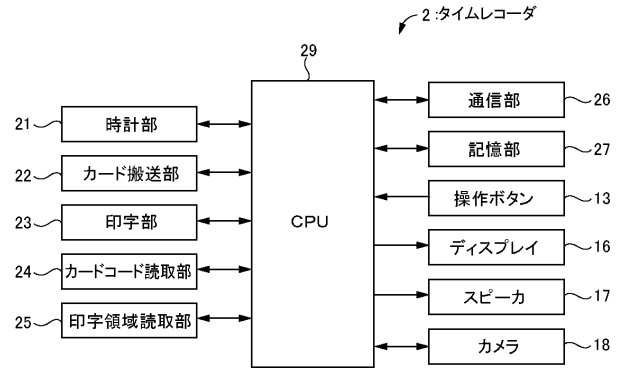 2:タイムレコーダ
29
CPU
21
時計部
22
カード搬送部
23
印字部
24
カードコード読取部
25
印字領域読取部
通信部
26
記憶部
27
操作ボタン
13
ディスプレイ
16
スピーカ
17
カメラ
18